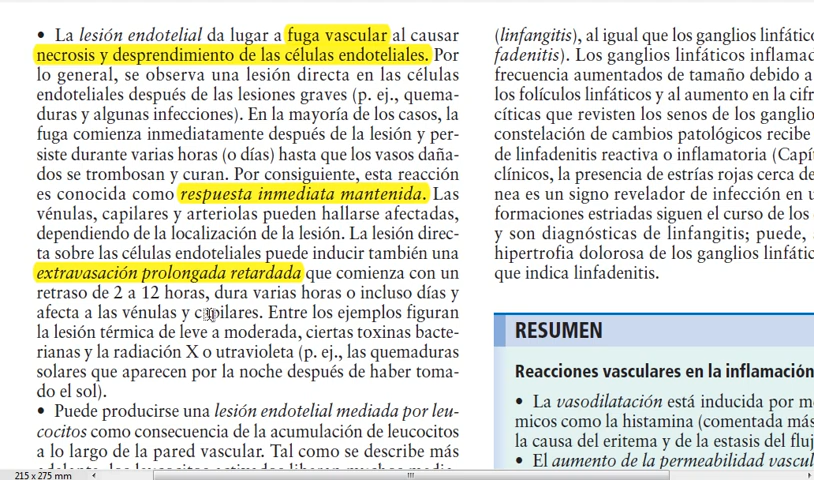 • La lesión endotelial da lugar a fuga vascular al causar
necrosis y desprendimiento de las células endoteliales. Por
lo general, se observa una lesión directa en las células
endoteliales después de las lesiones graves (p. ej., quema-
duras y algunas infecciones). En la mayoría de los casos, la
fuga comienza inmediatamente después de la lesión y per-
siste durante varias horas (o días) hasta que los vasos daña-
dos se trombosan y curan. Por consiguiente, esta reacción
es conocida como respuesta inmediata mantenida. Las
vénulas, capilares y arteriolas pueden hallarse afectadas,
dependiendo de la localización de la lesión. La lesión direc-
ta sobre las células endoteliales puede inducir también una
extravasación prolongada retardada que comienza con un
retraso de 2 a 12 horas, dura varias horas o incluso días y
afecta a las vénulas y capilares. Entre los ejemplos figuran
la lesión térmica de leve a moderada, ciertas toxinas bacte-
rianas y la radiación X o utravioleta (p. ej., las quemaduras
solares que aparecen por la noche después de haber toma-
do el sol).
• Puede producirse una lesión endotelial mediada por leu-
cocitos como consecuencia de la acumulación de leucocitos
a lo largo de la pared vascular. Tal como se describe más
(linfangitis), al igual que los ganglios linfátic
fadenitis). Los ganglios linfáticos inflamad
frecuencia aumentados de tamaño debido a
los folículos linfáticos y al aumento en la cifr
cíticas que revisten los senos de los ganglio
constelación de cambios patológicos recibe
de linfadenitis reactiva o inflamatoria (Capí
clínicos, la presencia de estrías rojas cerca de
nea es un signo revelador de infección en u
formaciones estriadas siguen el curso de los
y son diagnósticas de linfangitis; puede,
hipertrofia dolorosa de los ganglios linfátic
que indica linfadenitis.
RESUMEN
Reacciones vasculares en la inflamación
• La vasodilatación está inducida por m
micos como la histamina (comentada más
la causa del eritema y de la estasis del fluj
• El aumento de la permeabilidad vascul
215 x 275 mm